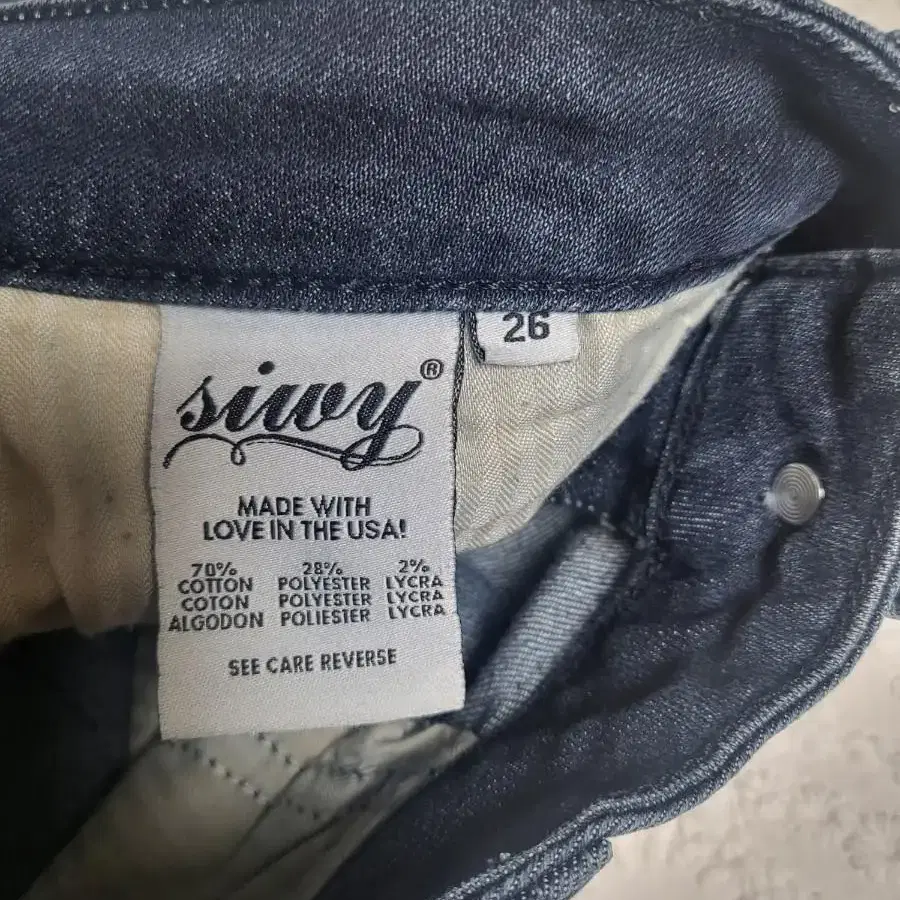 26
siwy®
MADE WITH
LOVE IN THE USA!
70% 28% 2%
COTTON POLYESTER LYCRA
COTON POLYESTER LYCRA
ALGODON POLIESTER LYCRA
SEE CARE REVERSE